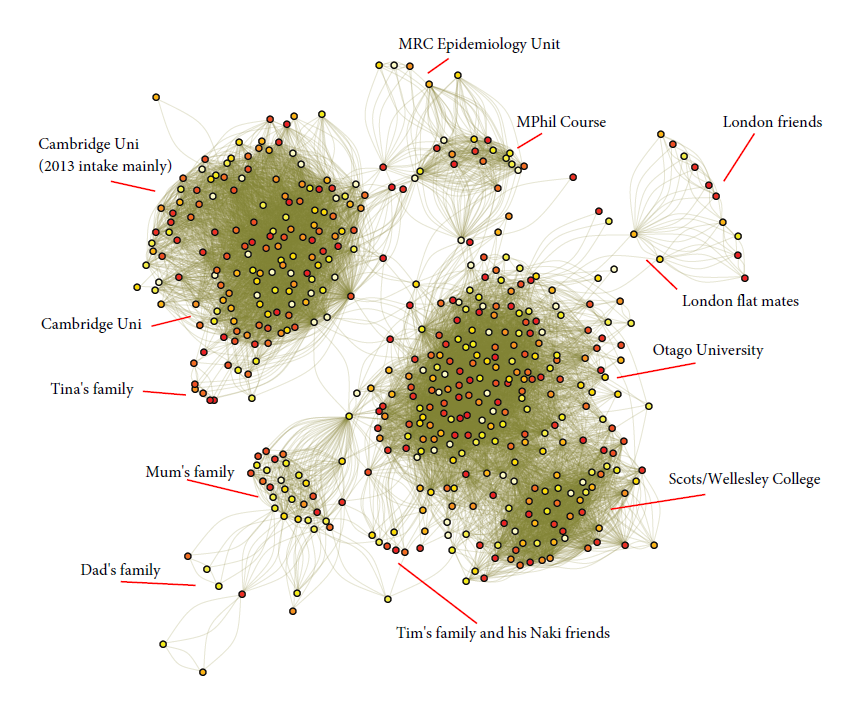 MRC Epidemiology Unit
MPhil Course
London friends
Cambridge Uni
(2013 intake mainly)
London flat mates
Cambridge Uni
Otago University
Tina's family
Mum's family
Scots/Wellesley College
Dad's family
Tim's family and his Naki friends